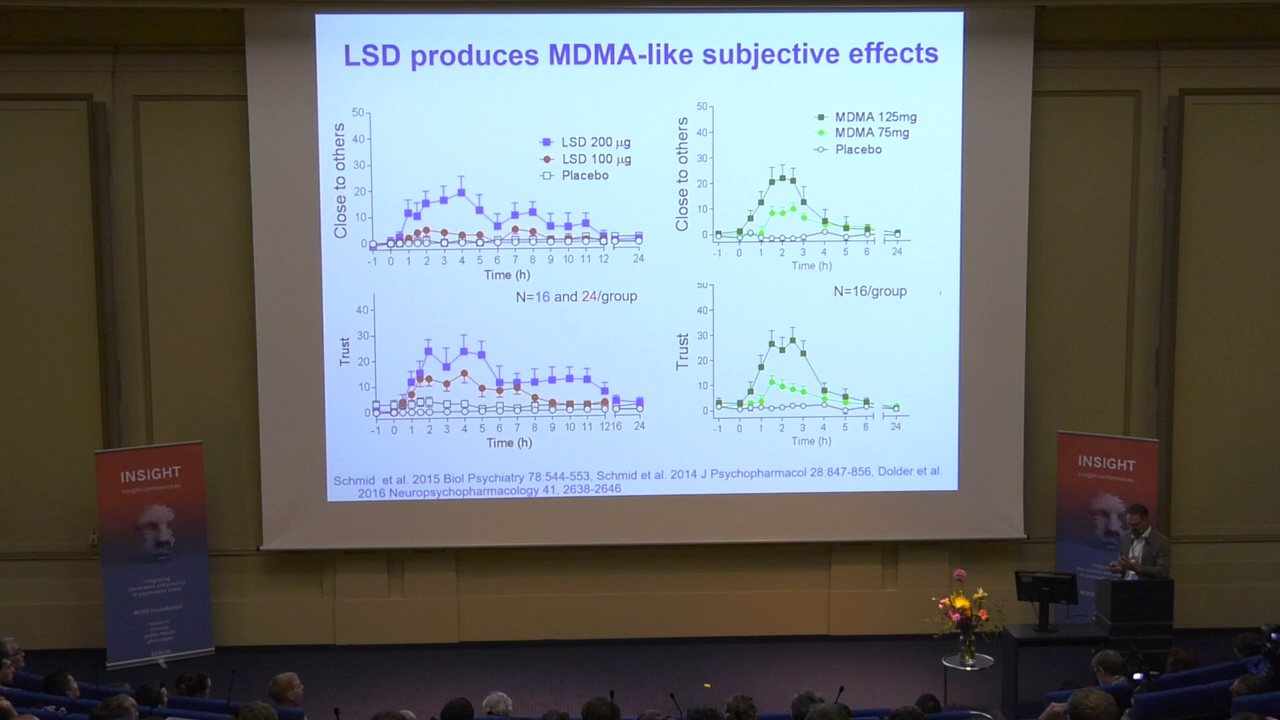 LSD produces MDMA-like subjective effects
Close to others
50
40
30
20
10
0
LSD 200 µg
LSD 100 µg
Placebo
-1 0 1 2 3 4 5 6 7 8 9 10 11 12 24
Time (h)
N=16 and 24/group
Close to others
50
40
30
20
10
0
MDMA 125mg
MDMA 75mg
Placebo
-1 0 1 2 3 4 5 6 24
Time (h)
N=16/group
Trust
40
30
20
10
0
-1 0 1 2 3 4 5 6 7 8 9 10 11 12 16 24
Time (h)
Trust
50
40
30
20
10
0
-1 0 1 2 3 4 5 6 24
Time (h)
Schmid et al. 2015 Biol Psychiatry 78:544-553, Schmid et al. 2014 J Psychopharmacol 28:847-856, Dolder et al.
2016 Neuropsychopharmacology 41, 2638-2646
INSIGHT
insight-conference
INSIGHT